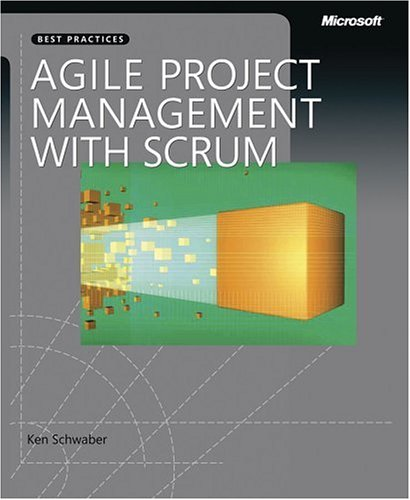 Microsoft
BEST PRACTICES
AGILE PROJECT
MANAGEMENT
WITH SCRUM
Ken Schwaber